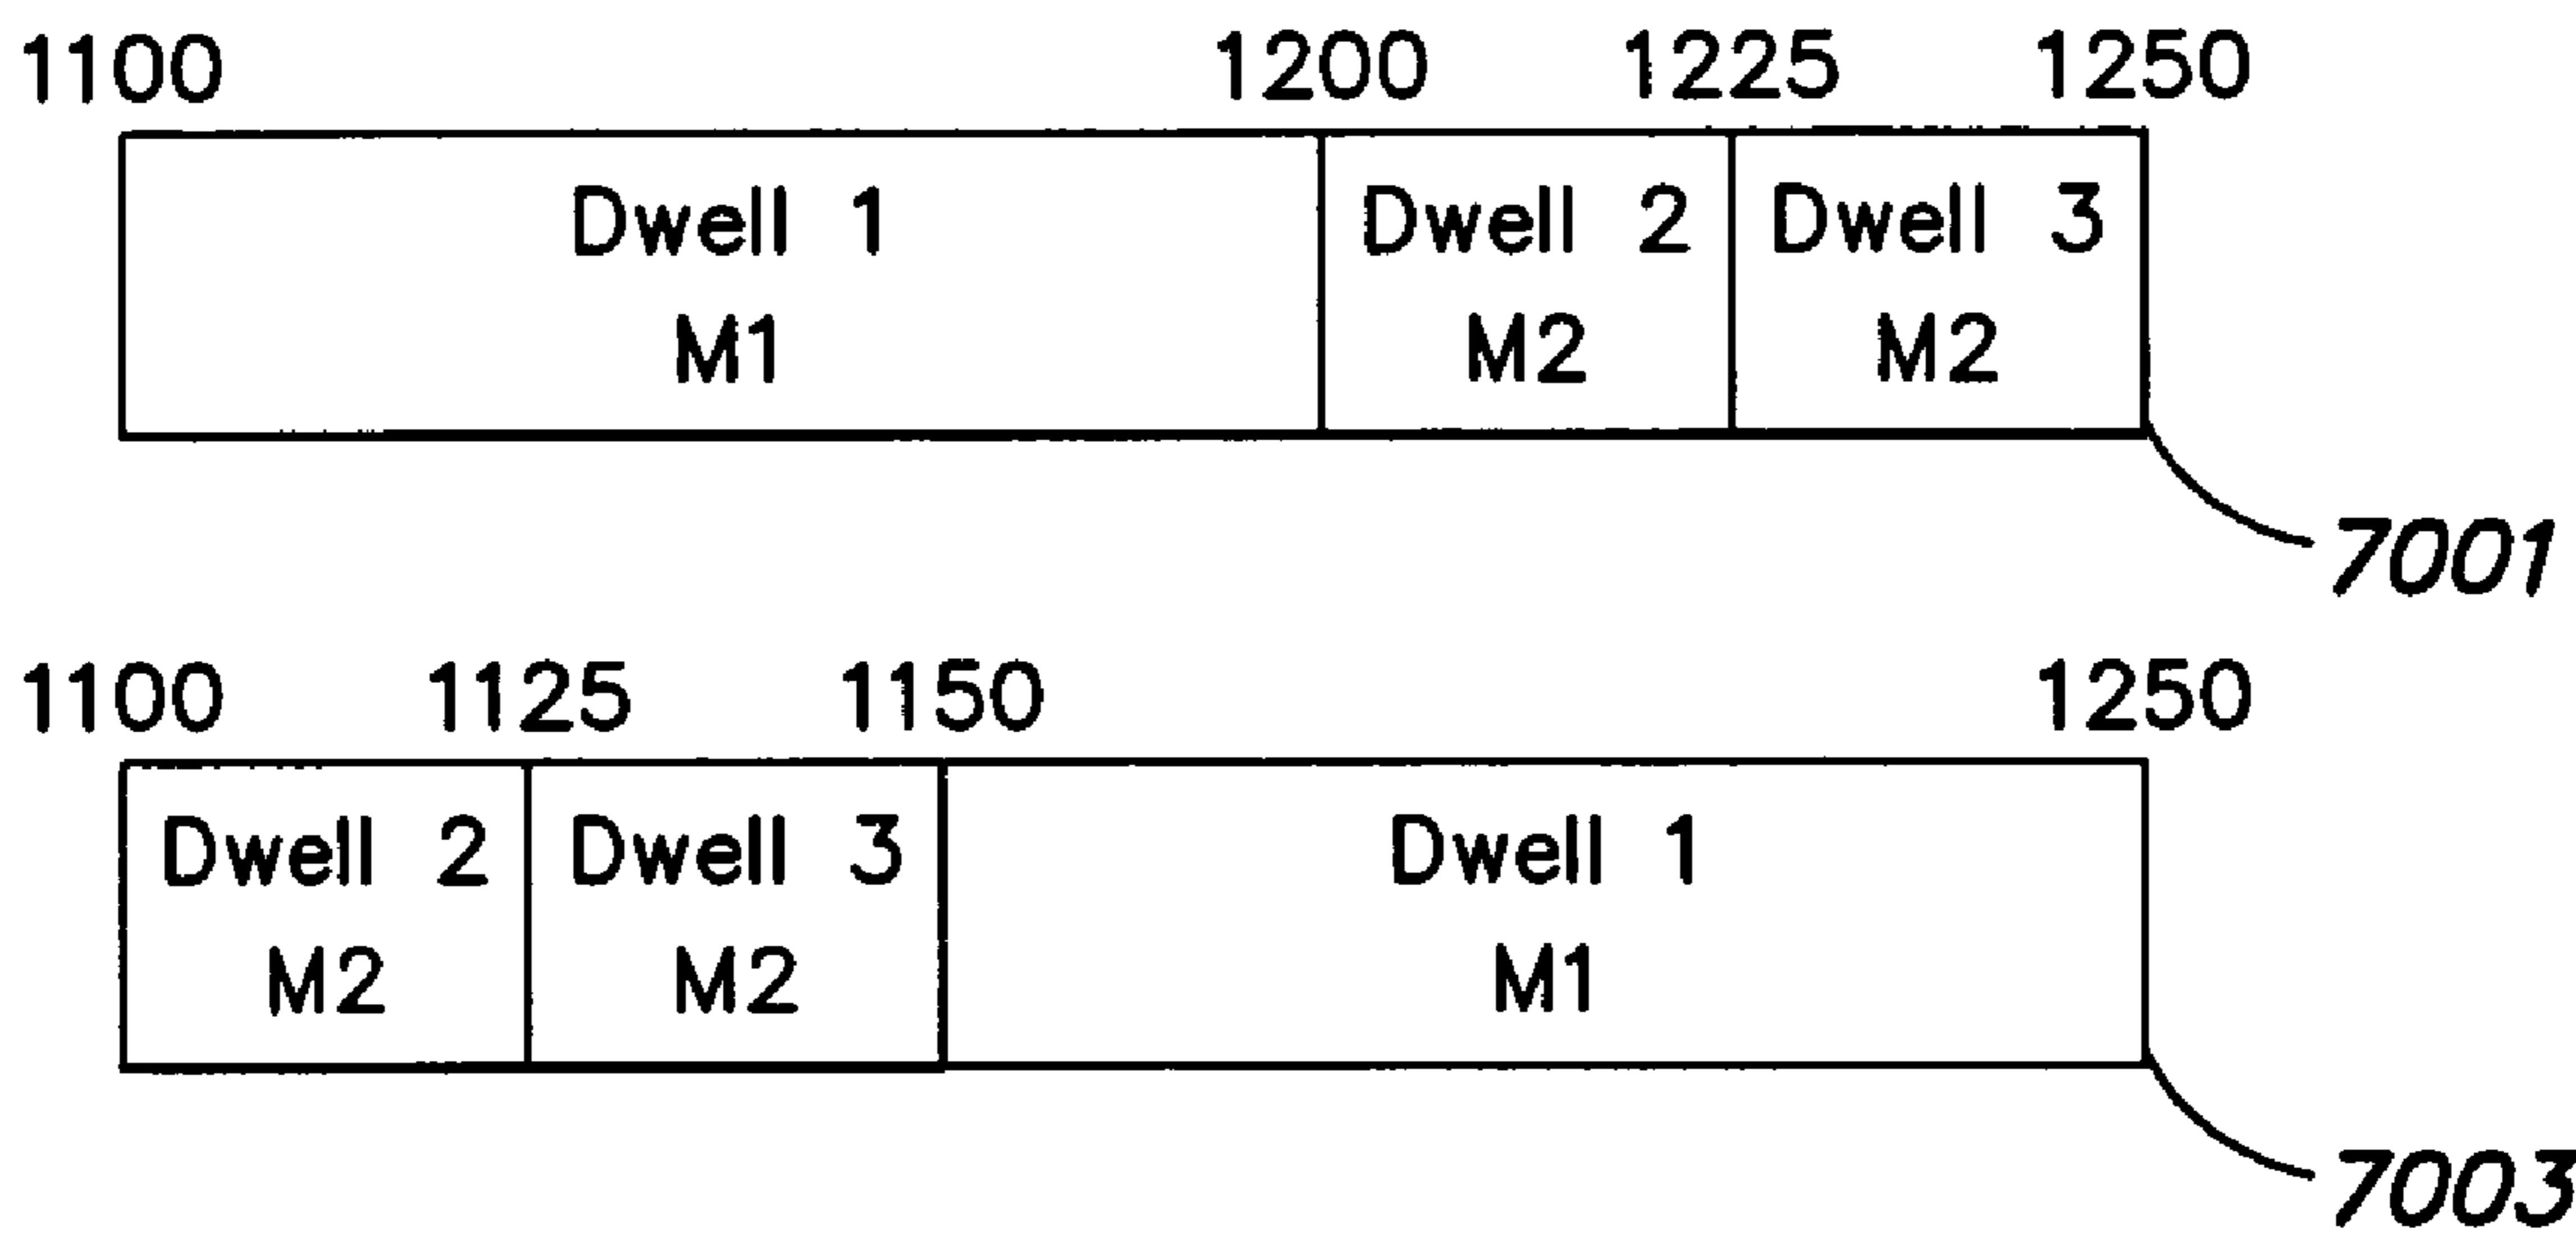 1100 1200 1225 1250
Dwell 1 Dwell 2 Dwell 3
M1 M2 M2
7001
1100 1125 1150 1250
Dwell 2 Dwell 3 Dwell 1
M2 M2 M1
7003